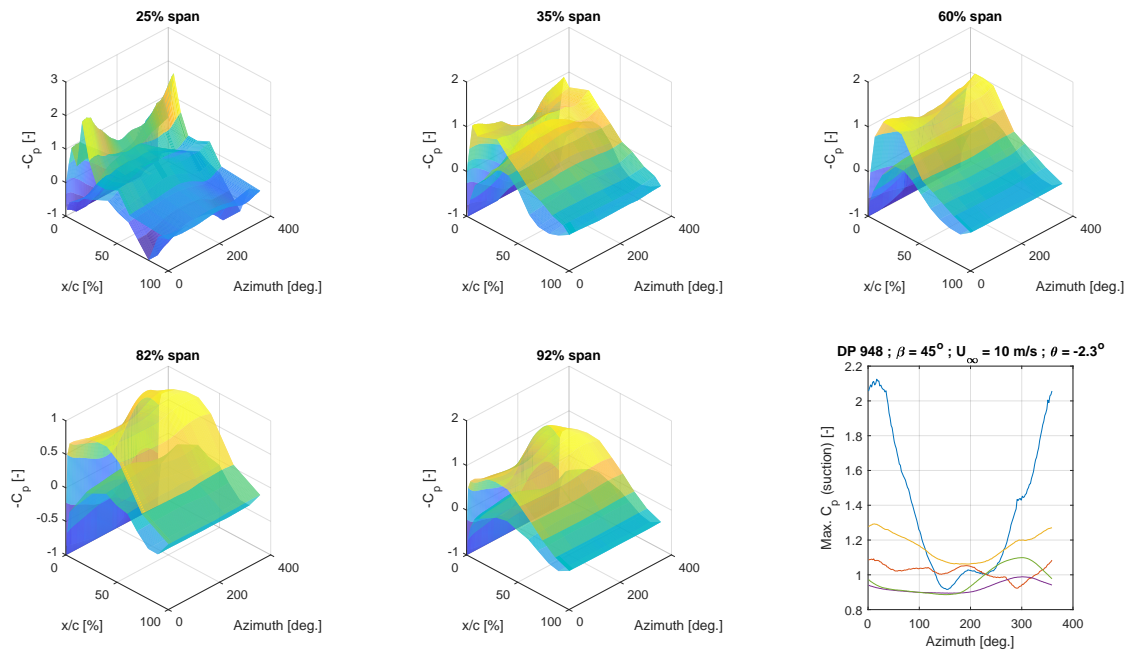 25% span
3
2
1
0
-1
-C_p [-]
0
50
100
x/c [%]
0
200
400
Azimuth [deg.]
35% span
2
1
0
-1
-C_p [-]
0
50
100
x/c [%]
0
200
400
Azimuth [deg.]
60% span
2
1
0
-1
-C_p [-]
0
50
100
x/c [%]
0
200
400
Azimuth [deg.]
82% span
1
0.5
0
-0.5
-1
-C_p [-]
0
50
100
x/c [%]
0
200
400
Azimuth [deg.]
92% span
2
1
0
-1
-C_p [-]
0
50
100
x/c [%]
0
200
400
Azimuth [deg.]
DP 948 ; β = 45° ; U_∞ = 10 m/s ; θ = -2.3°
2.2
2
1.8
1.6
1.4
1.2
1
0.8
Max. C_p (suction) [-]
0
100
200
300
400
Azimuth [deg.]